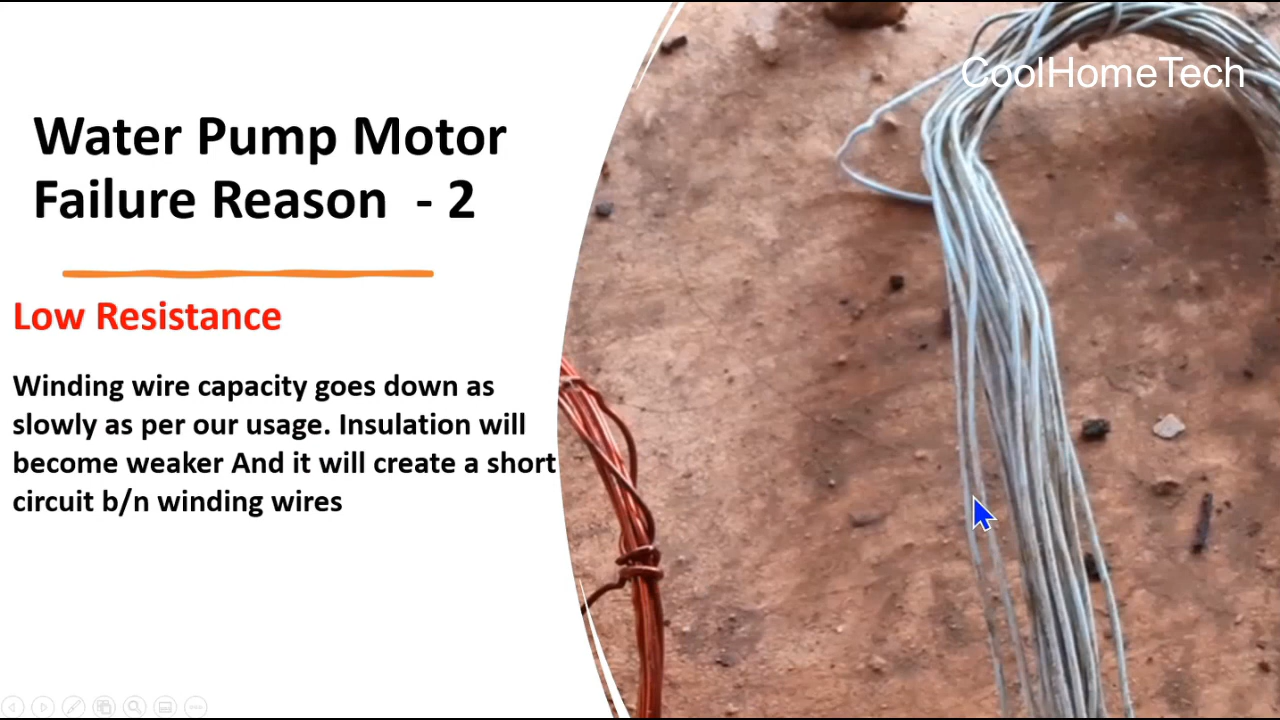 CoolHomeTech
Water Pump Motor
Failure Reason - 2
Low Resistance
Winding wire capacity goes down as
slowly as per our usage. Insulation will
become weaker And it will create a short
circuit b/n winding wires